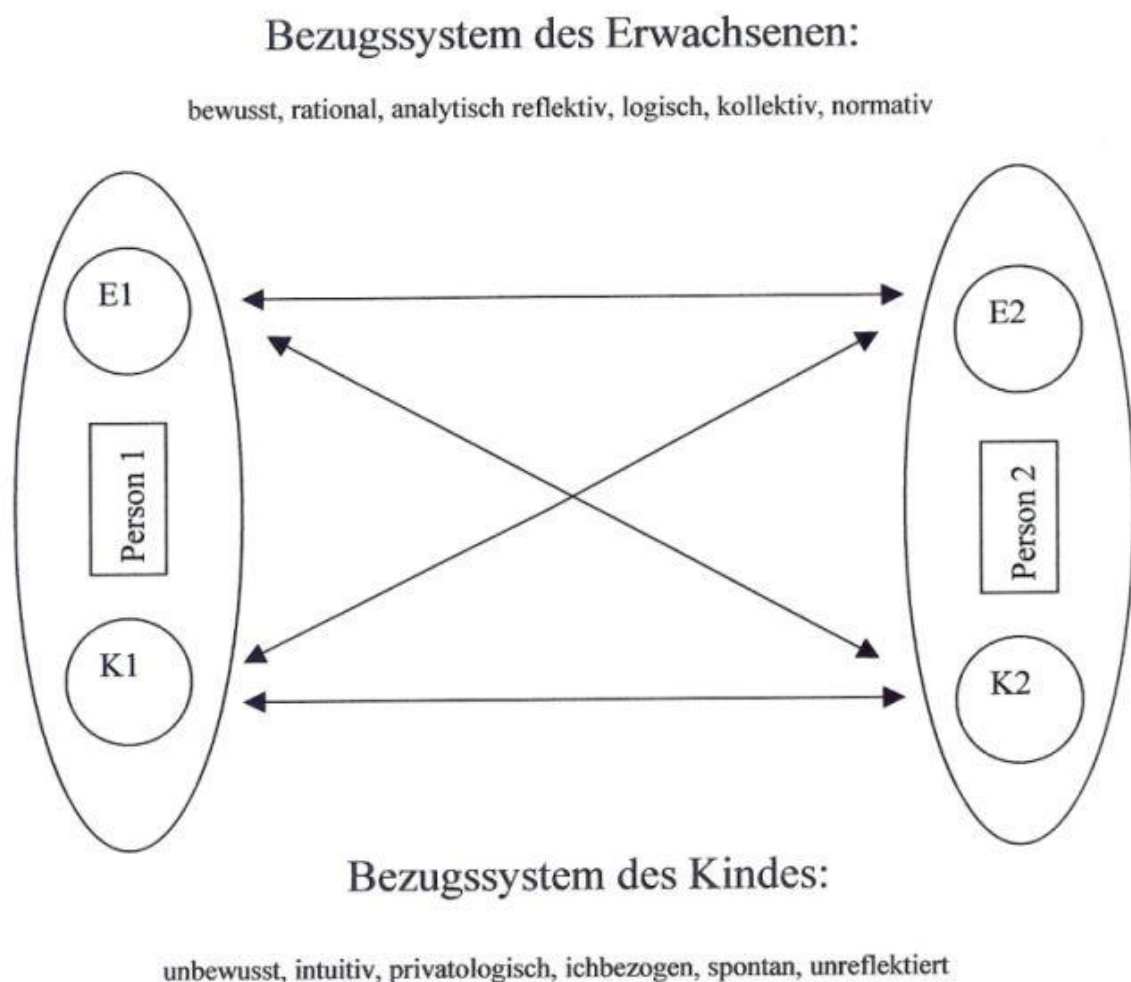 Bezugssystem des Erwachsenen:
bewusst, rational, analytisch reflektiv, logisch, kollektiv, normativ
E1
E2
Person 1
Person 2
K1
K2
Bezugssystem des Kindes:
unbewusst, intuitiv, privatologisch, ichbezogen, spontan, unreflektiert